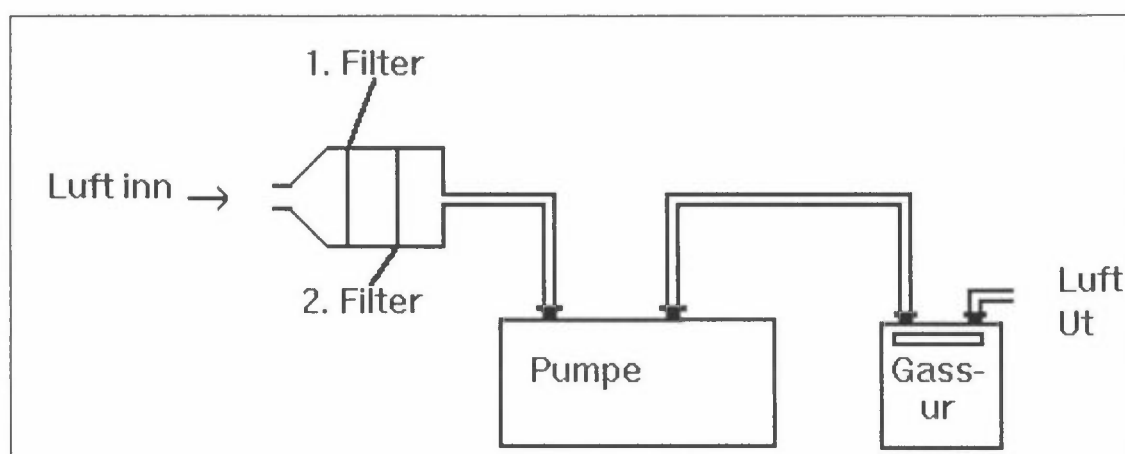 1. Filter
Luft inn
2. Filter
Luft
Ut
Pumpe
Gass-
ur